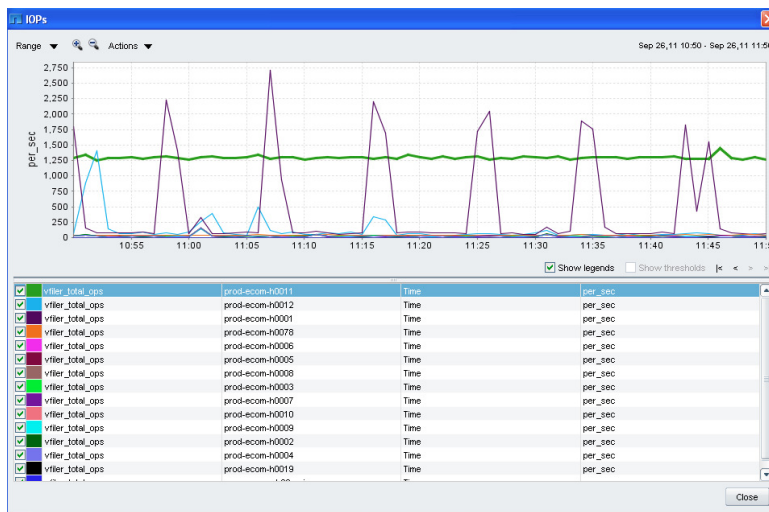 IOPs
Range Actions Sep 26,11 10:50 - Sep 26,11 11:50
2,750
2,500
2,250
2,000
1,750
1,500
1,250
1,000
750
500
250
0
per_sec
10:55 11:00 11:05 11:10 11:15 11:20 11:25 11:30 11:35 11:40 11:45
Show legends Show thresholds |< < > >
vfiler_total_ops prod-ecom-h0011 Time per_sec
vfiler_total_ops prod-ecom-h0012 Time per_sec
vfiler_total_ops prod-ecom-h0001 Time per_sec
vfiler_total_ops prod-ecom-h0078 Time per_sec
vfiler_total_ops prod-ecom-h0006 Time per_sec
vfiler_total_ops prod-ecom-h0005 Time per_sec
vfiler_total_ops prod-ecom-h0008 Time per_sec
vfiler_total_ops prod-ecom-h0003 Time per_sec
vfiler_total_ops prod-ecom-h0007 Time per_sec
vfiler_total_ops prod-ecom-h0010 Time per_sec
vfiler_total_ops prod-ecom-h0009 Time per_sec
vfiler_total_ops prod-ecom-h0002 Time per_sec
vfiler_total_ops prod-ecom-h0004 Time per_sec
vfiler_total_ops prod-ecom-h0019 Time per_sec
Close